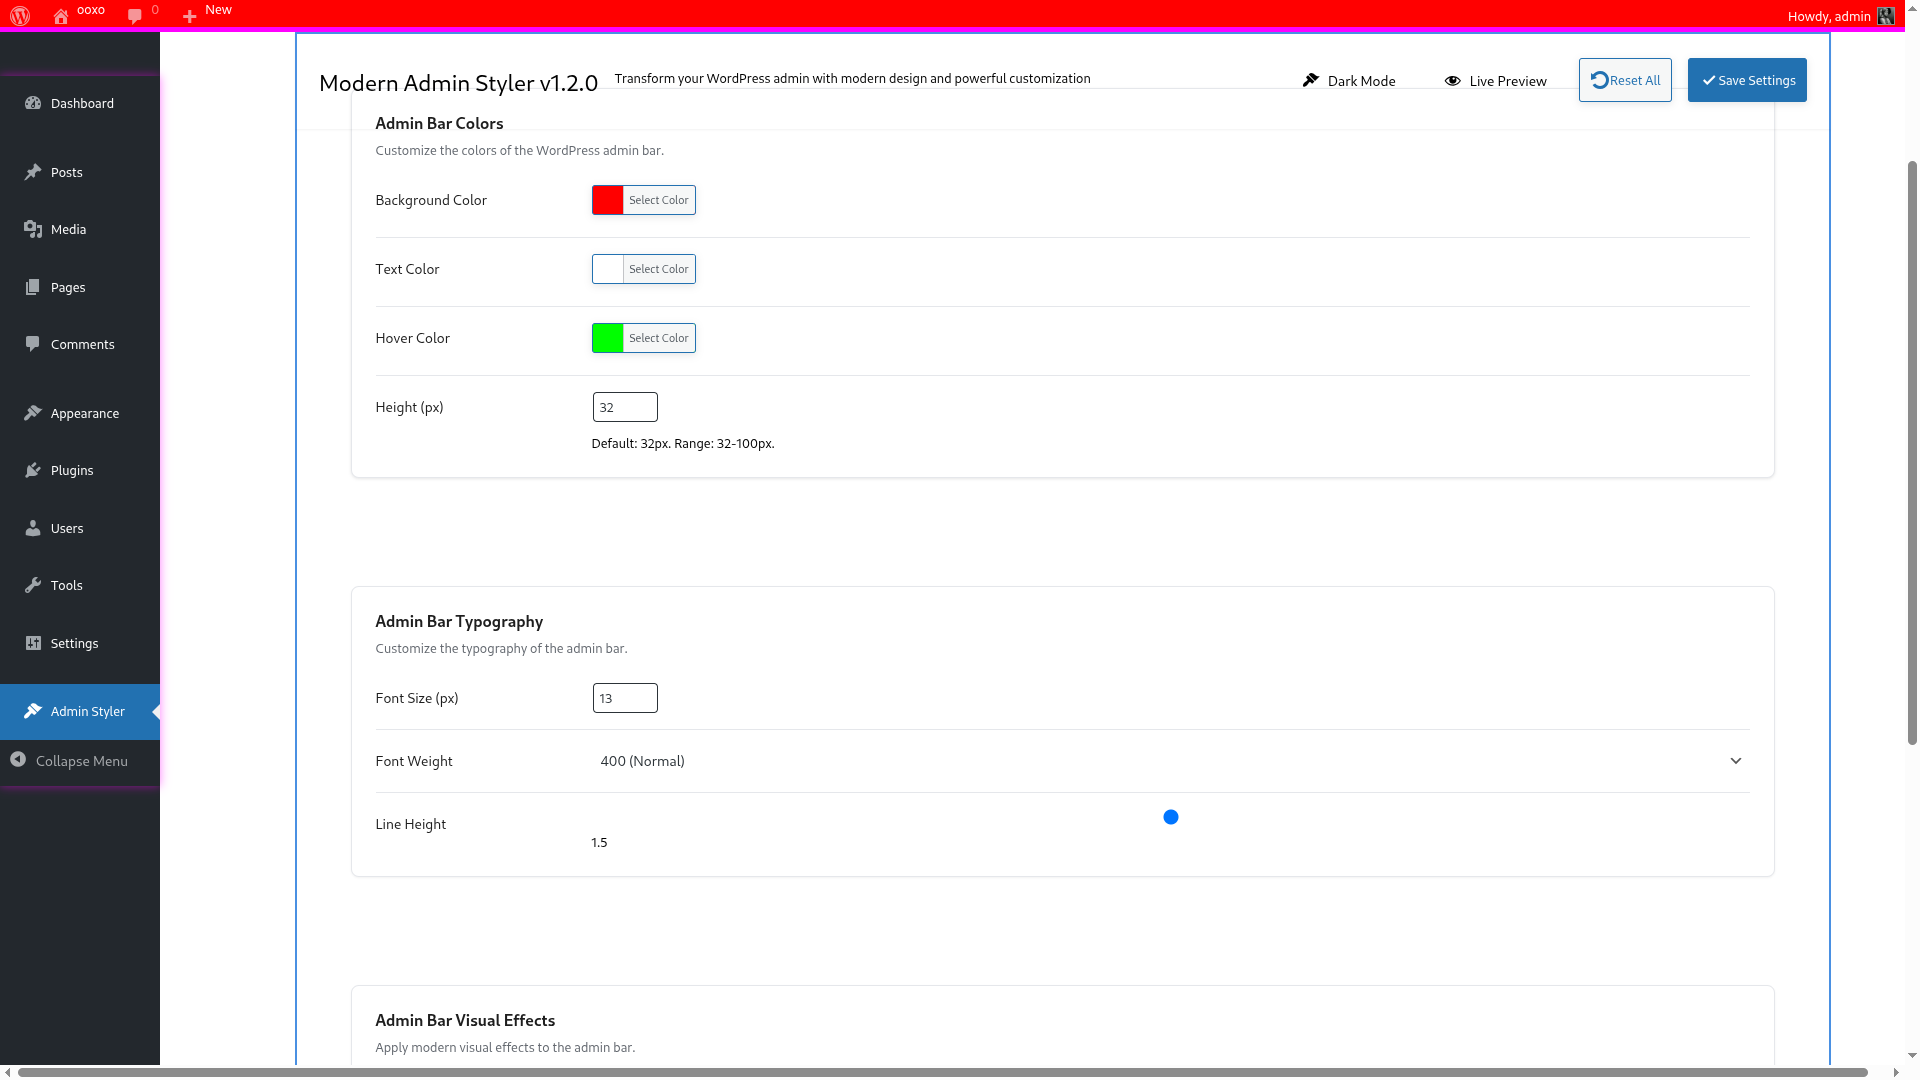 ooxo
0
New
Howdy, admin
Modern Admin Styler v1.2.0
Transform your WordPress admin with modern design and powerful customization
Dark Mode
Live Preview
Reset All
Save Settings
Dashboard
Posts
Media
Pages
Comments
Appearance
Plugins
Users
Tools
Settings
Admin Styler
Collapse Menu
Admin Bar Colors
Customize the colors of the WordPress admin bar.
Background Color
Select Color
Text Color
Select Color
Hover Color
Select Color
Height (px)
32
Default: 32px. Range: 32-100px.
Admin Bar Typography
Customize the typography of the admin bar.
Font Size (px)
13
Font Weight
400 (Normal)
Line Height
1.5
Admin Bar Visual Effects
Apply modern visual effects to the admin bar.